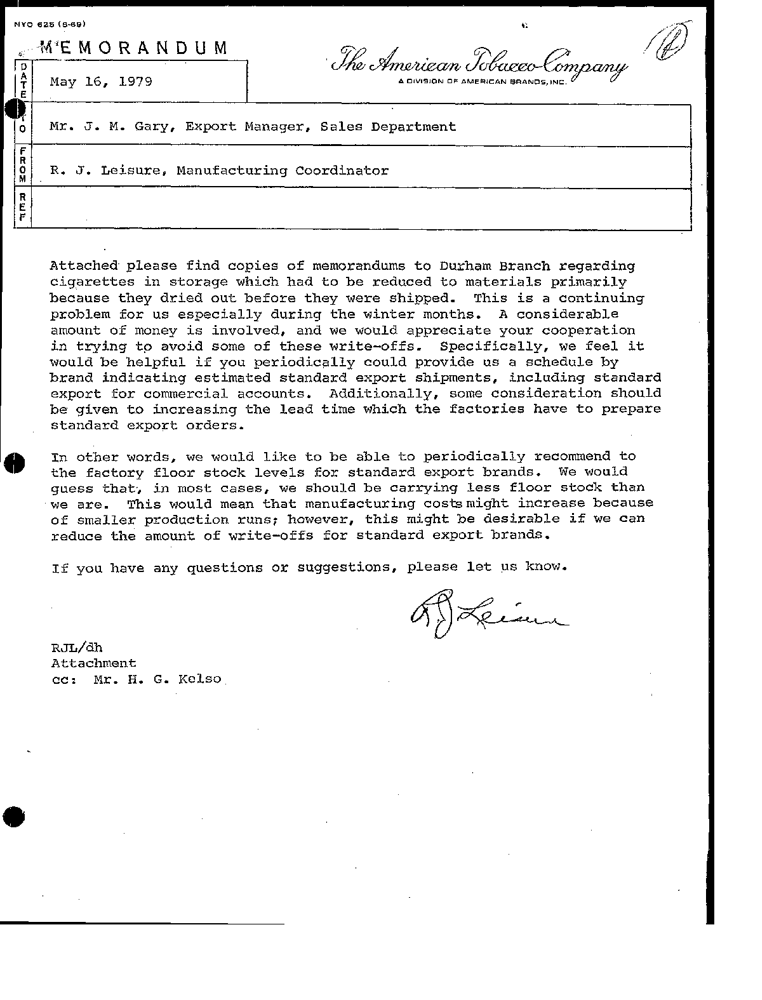 NYO 625 (5-69)
MEMORANDUM
The American Tobacco Company
A DIVISION OF AMERICAN BRANDS, INC.
DATE
May 16, 1979
TO
Mr. J. M. Gary, Export Manager, Sales Department
FROM
R. J. Leisure, Manufacturing Coordinator
REF
Attached please find copies of memorandums to Durham Branch regarding
cigarettes in storage which had to be reduced to materials primarily
because they dried out before they were shipped. This is a continuing
problem for us especially during the winter months. A considerable
amount of money is involved, and we would appreciate your cooperation
in trying to avoid some of these write-offs. Specifically, we feel it
would be helpful if you periodically could provide us a schedule by
brand indicating estimated standard export shipments, including standard
export for commercial accounts. Additionally, some consideration should
be given to increasing the lead time which the factories have to prepare
standard export orders.
In other words, we would like to be able to periodically recommend to
the factory floor stock levels for standard export brands. We would
guess that, in most cases, we should be carrying less floor stock than
we are. This would mean that manufacturing costs might increase because
of smaller production runs; however, this might be desirable if we can
reduce the amount of write-offs for standard export brands.
If you have any questions or suggestions, please let us know.
RJ Leisure
RJL/dh
Attachment
cc: Mr. H. G. Kelso